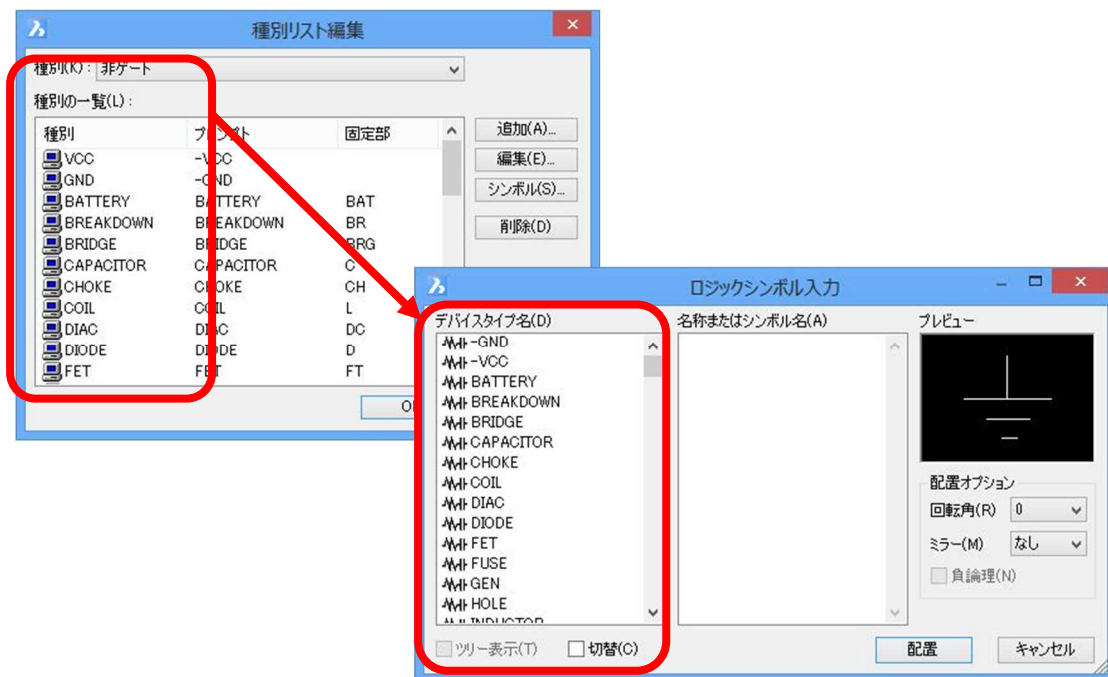 種別リスト編集
種別(K): 非ゲート
種別の一覧(L):
種別 プロンプト 固定部
VCC -VCC
GND -GND
BATTERY BATTERY BAT
BREAKDOWN BREAKDOWN BR
BRIDGE BRIDGE BRG
CAPACITOR CAPACITOR C
CHOKE CHOKE CH
COIL COIL L
DIAC DIAC DC
DIODE DIODE D
FET FET FT
追加(A)...
編集(E)...
シンボル(S)...
削除(D)
ロジックシンボル入力
デバイスタイプ名(D)
-GND
-VCC
BATTERY
BREAKDOWN
BRIDGE
CAPACITOR
CHOKE
COIL
DIAC
DIODE
FET
FUSE
GEN
HOLE
INDUCTOR
ツリー表示(T) 切替(C)
名称またはシンボル名(A)
プレビュー
配置オプション
回転角(R) 0
ミラー(M) なし
負論理(N)
配置 キャンセル